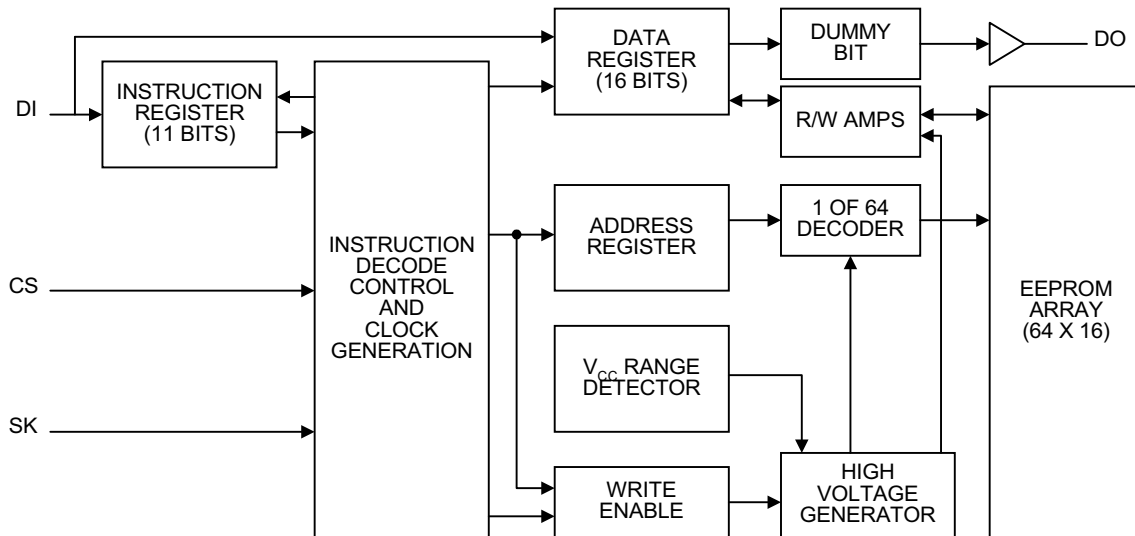 DI
CS
SK
INSTRUCTION
REGISTER
(11 BITS)
INSTRUCTION
DECODE
CONTROL
AND
CLOCK
GENERATION
DATA
REGISTER
(16 BITS)
ADDRESS
REGISTER
VCC RANGE
DETECTOR
WRITE
ENABLE
DUMMY
BIT
R/W AMPS
1 OF 64
DECODER
HIGH
VOLTAGE
GENERATOR
DO
EEPROM
ARRAY
(64 X 16)